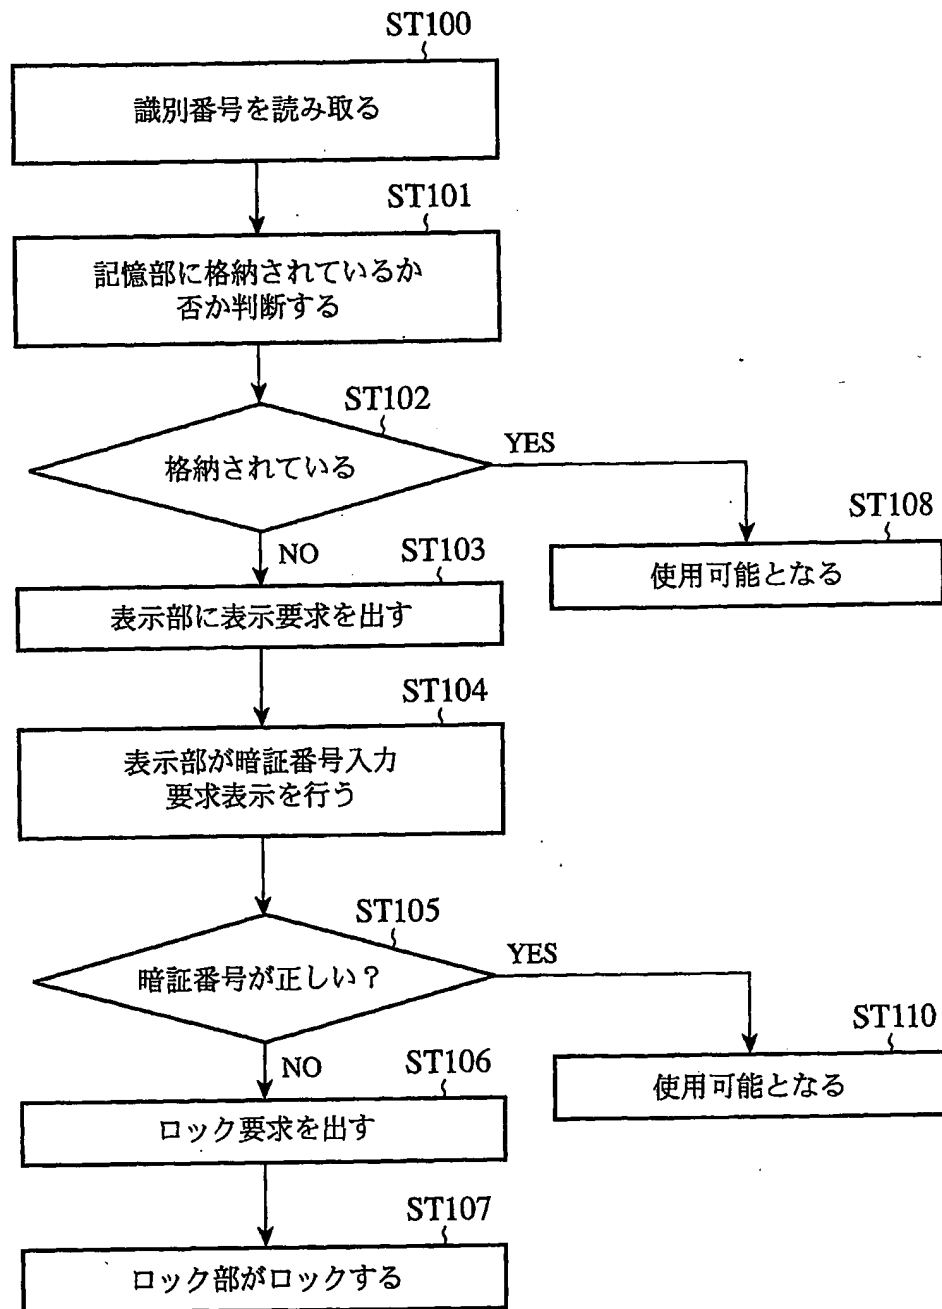 ST100
識別番号を読み取る
ST101
記憶部に格納されているか
否か判断する
ST102
格納されている
YES
ST108
使用可能となる
NO
ST103
表示部に表示要求を出す
ST104
表示部が暗証番号入力
要求表示を行う
ST105
暗証番号が正しい？
YES
ST110
使用可能となる
NO
ST106
ロック要求を出す
ST107
ロック部がロックする